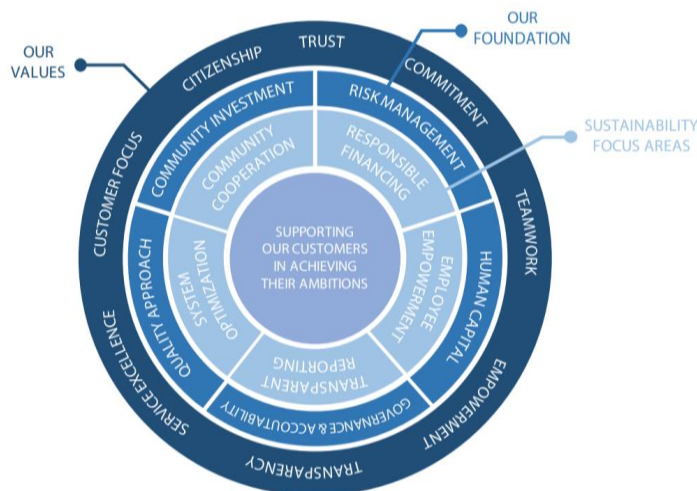 OUR
VALUES
OUR
FOUNDATION
SUSTAINABILITY
FOCUS AREAS
TRUST
COMMITMENT
TEAMWORK
EMPOWERMENT
TRANSPARENCY
SERVICE EXCELLENCE
CUSTOMER FOCUS
CITIZENSHIP
RISK MANAGEMENT
HUMAN CAPITAL
GOVERNANCE & ACCOUTABILITY
QUALITY APPROACH
COMMUNITY INVESTMENT
RESPONSIBLE
FINANCING
EMPLOYEE
EMPOWERMENT
TRANSPARENT
REPORTING
SYSTEM
OPTIMIZATION
COMMUNITY
COOPERATION
SUPPORTING
OUR CUSTOMERS
IN ACHIEVING
THEIR AMBITIONS